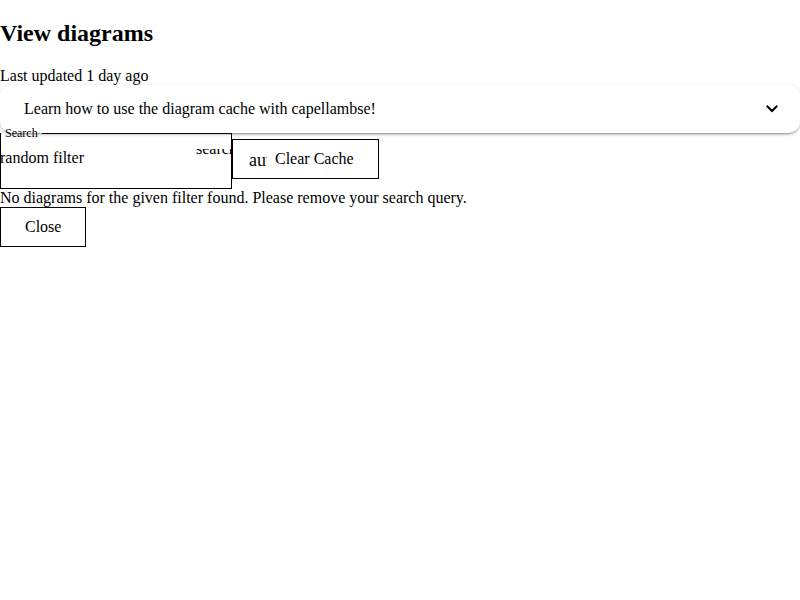 View diagrams
Last updated 1 day ago
Learn how to use the diagram cache with capellambse!
Search
random filter
au Clear Cache
No diagrams for the given filter found. Please remove your search query.
Close